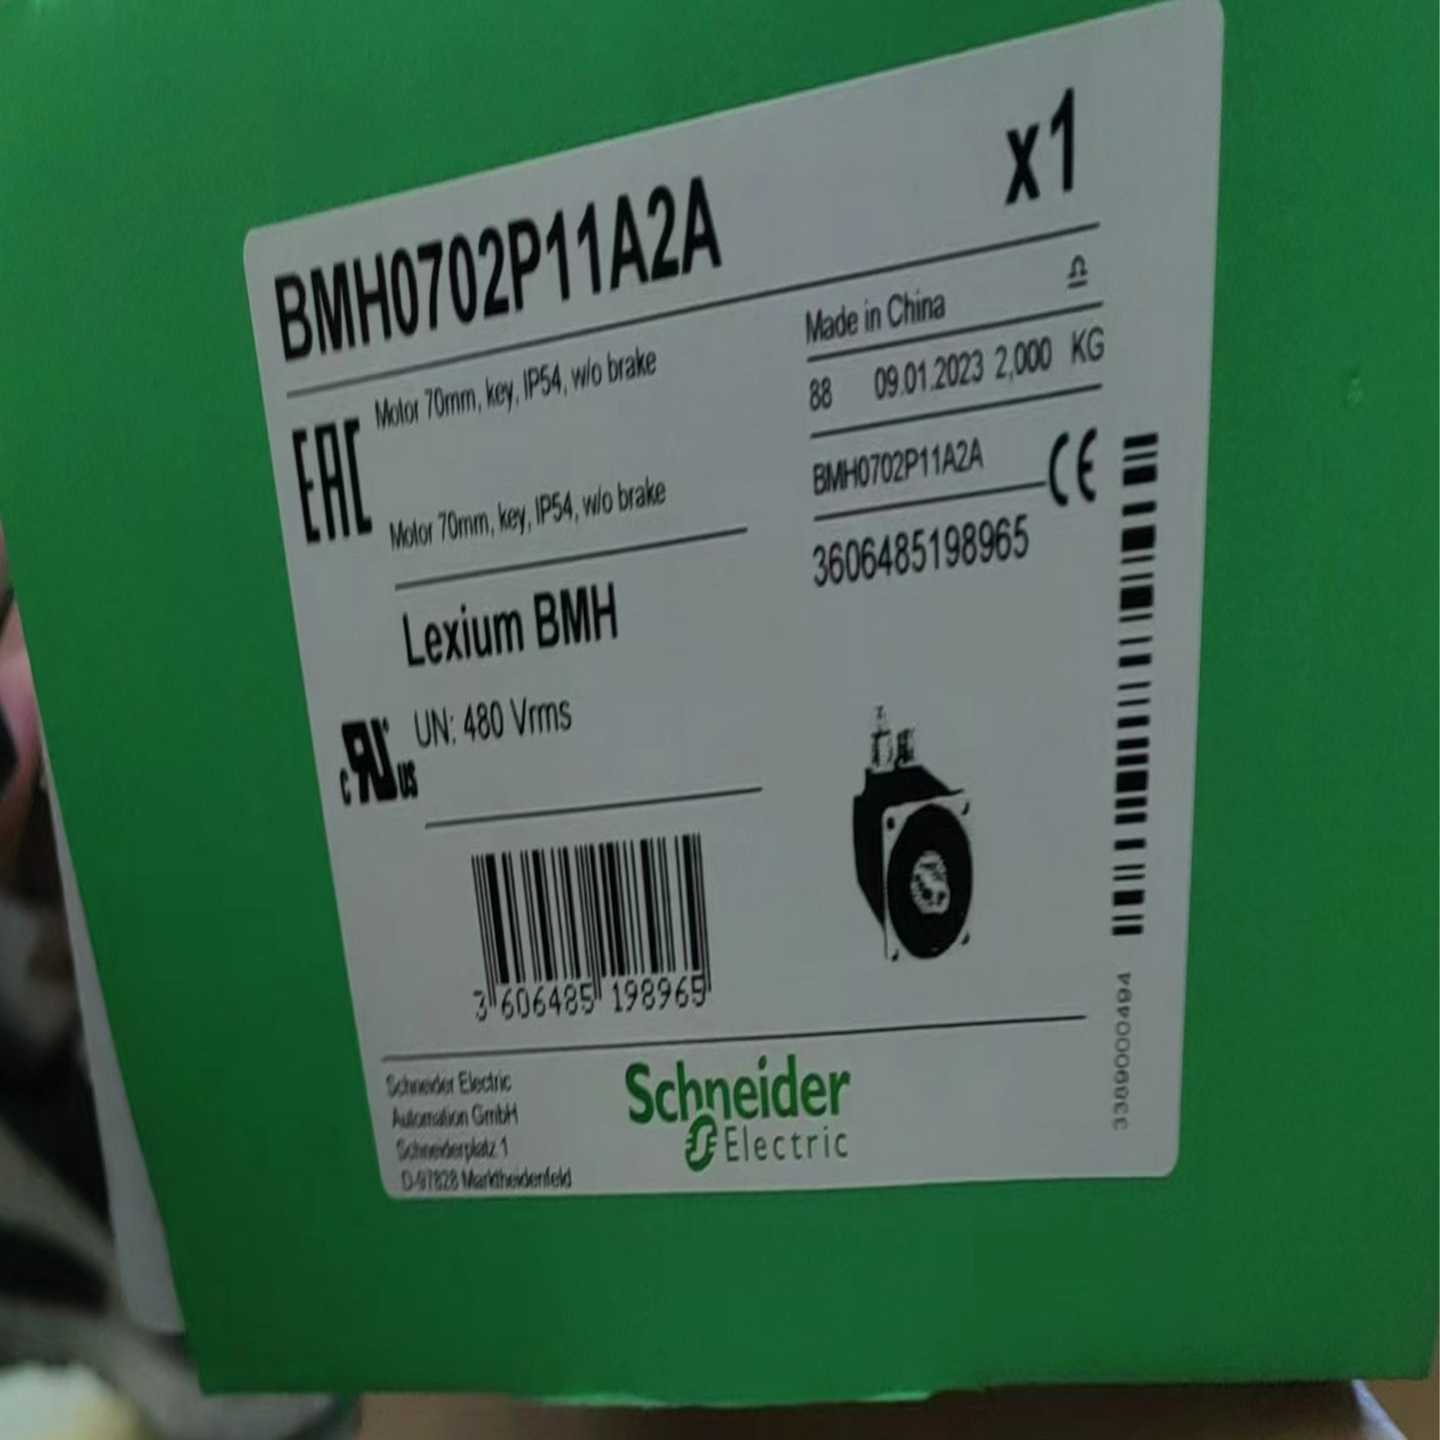 BMH0702P11A2A
x1
Motor 70mm, key, IP54, w/o brake
EAC
Motor 70mm, key, IP54, w/o brake
Made in China
88 09.01.2023 2,000 KG
BMH0702P11A2A
CE
3606485198965
Lexium BMH
UN: 480 Vrms
c RU us
3 606485 198965
3389000494
Schneider Electric
Automation GmbH
Schneiderplatz 1
D-97828 Marktheidenfeld
Schneider
Electric